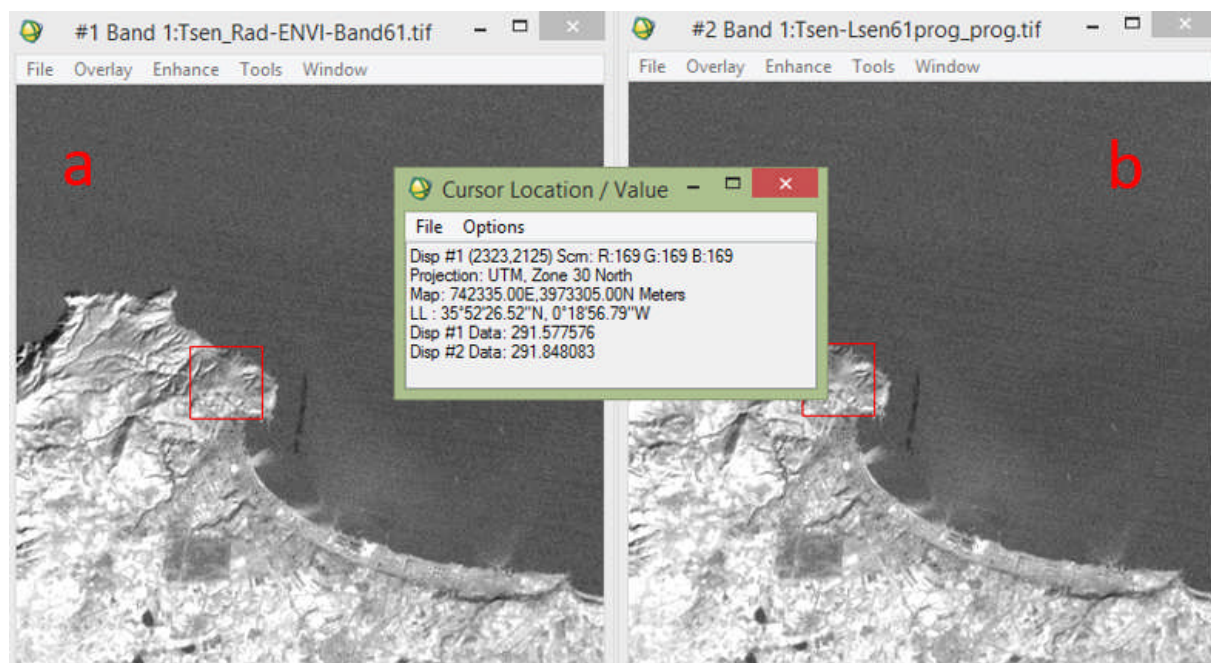 #1 Band 1:Tsen_Rad-ENVI-Band61.tif
File Overlay Enhance Tools Window
a
#2 Band 1:Tsen-Lsen61prog_prog.tif
File Overlay Enhance Tools Window
b
Cursor Location / Value
File Options
Disp #1 (2323,2125) Scrn: R:169 G:169 B:169
Projection: UTM, Zone 30 North
Map: 742335.00E,3973305.00N Meters
LL : 35°52'26.52"N, 0°18'56.79"W
Disp #1 Data: 291.577576
Disp #2 Data: 291.848083